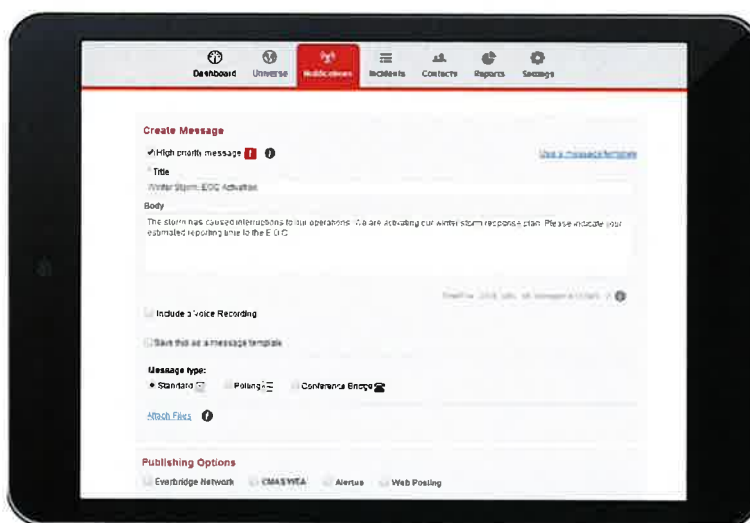 Dashboard Universe Notifications Incidents Contacts Reports Settings
Create Message
High priority message
Use a message template
* Title
Winter Storm, EOC Activation
Body
The storm has caused interruptions to our operations. We are activating our winter storm response plan. Please indicate your
estimated reporting time to the E.O.C.
Include a Voice Recording
Save this as a message template
Message type:
Standard Polling Conference Bridge
Attach Files
Publishing Options
Everbridge Network CMAS/WEA Alertus Web Posting